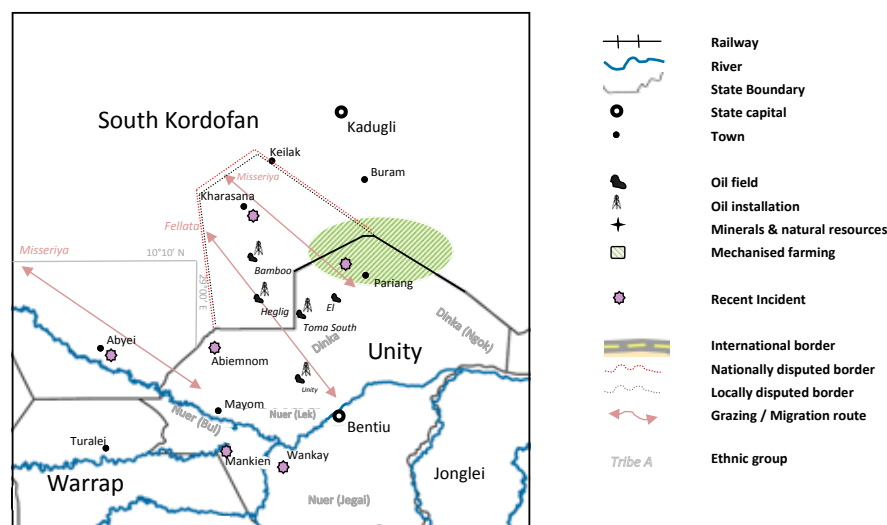 South Kordofan
Kadugli
Keilak
Buram
Misseriya
Kharasana
Fellata
Misseriya
10°10' N
29°00' E
Bamboo
Pariang
Heglig
El
Toma South
Dinka
Dinka (Ngok)
Abyei
Abiemnom
Unity
Unity
Mayom
Nuer (Bul)
Nuer (Lek)
Bentiu
Turalei
Mankien
Wankay
Warrap
Jonglei
Nuer (Jegai)
Railway
River
State Boundary
State capital
Town
Oil field
Oil installation
Minerals & natural resources
Mechanised farming
Recent Incident
International border
Nationally disputed border
Locally disputed border
Grazing / Migration route
Tribe A Ethnic group